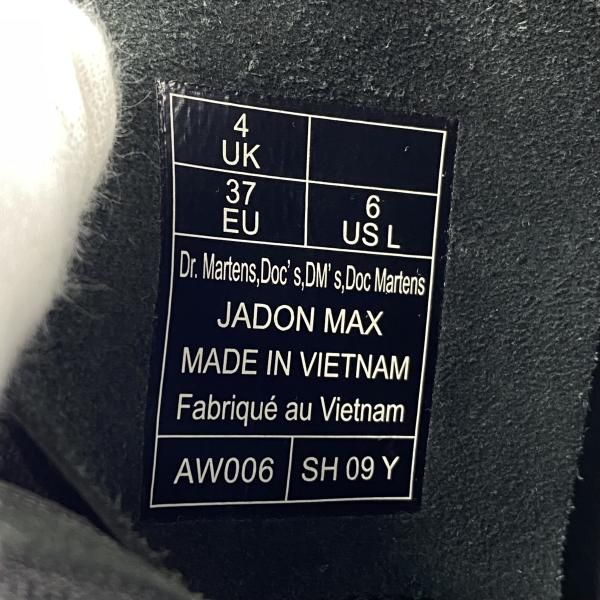 4
UK
37
EU
6
US L
Dr. Martens,Doc's,DM's,Doc Martens
JADON MAX
MADE IN VIETNAM
Fabriqué au Vietnam
AW006
SH 09 Y